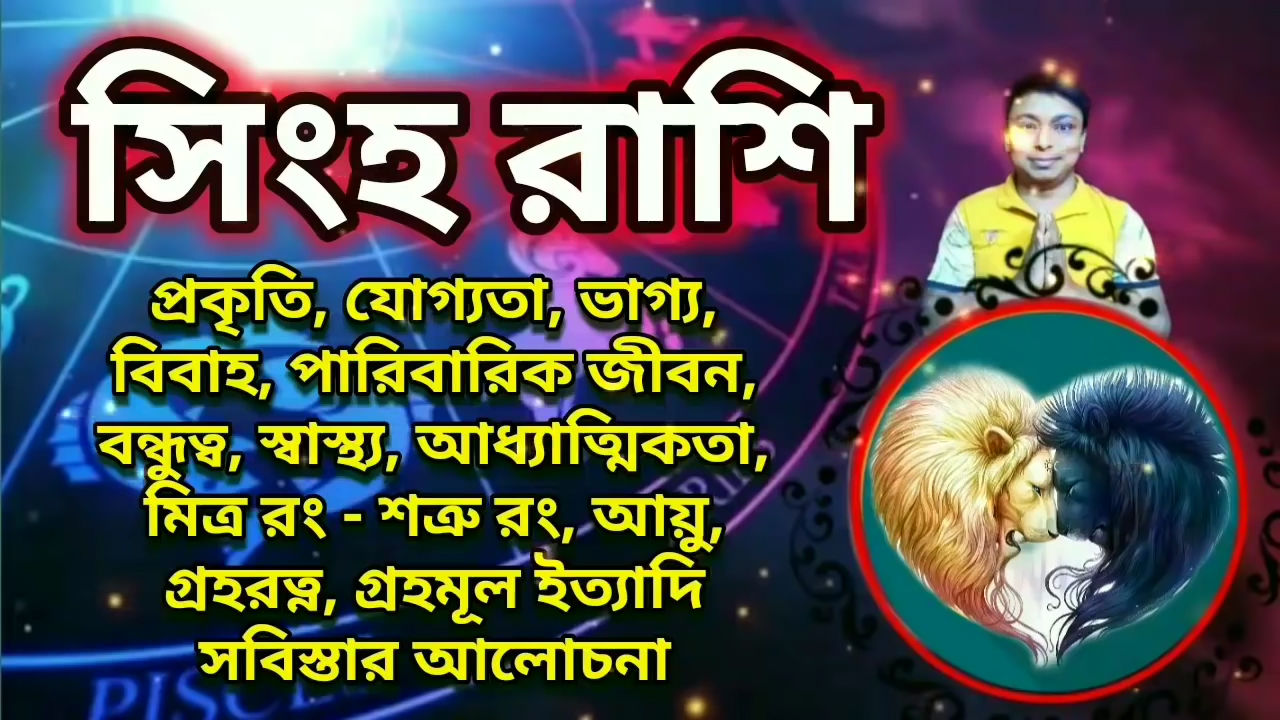 সিংহ রাশি
প্রকৃতি, যোগ্যতা, ভাগ্য,
বিবাহ, পারিবারিক জীবন,
বন্ধুত্ব, স্বাস্থ্য, আধ্যাত্মিকতা,
মিত্র রং - শত্রু রং, আয়ু,
গ্রহরত্ন, গ্রহমূল ইত্যাদি
সবিস্তার আলোচনা